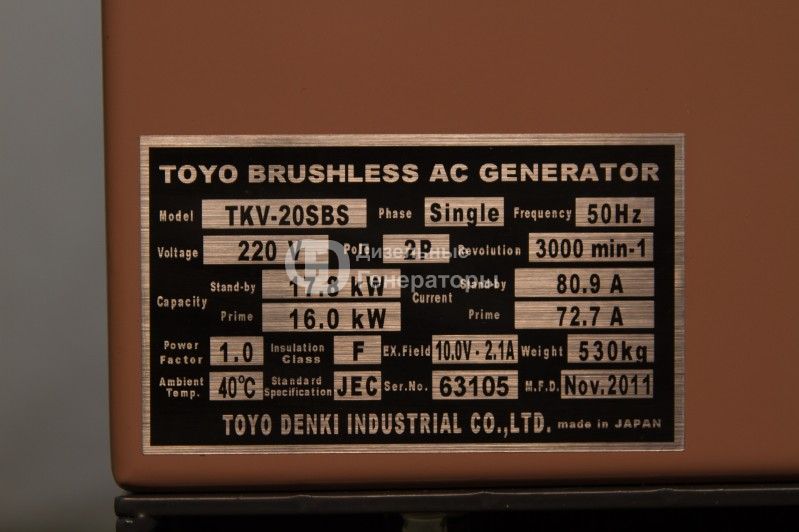 TOYO BRUSHLESS AC GENERATOR
Model TKV-20SBS Phase Single Frequency 50Hz
Voltage 220 V Pole 2P Revolution 3000 min-1
Дизельные
Генераторы
Capacity Stand-by 17.8 kW Current Stand-by 80.9 A
Prime 16.0 kW Prime 72.7 A
Power Factor 1.0 Insulation Class F EX.Field 10.0V-2.1A Weight 530kg
Ambient Temp. 40℃ Standard Specification JEC Ser.No. 63105 M.F.D. Nov.2011
TOYO DENKI INDUSTRIAL CO.,LTD. made in JAPAN